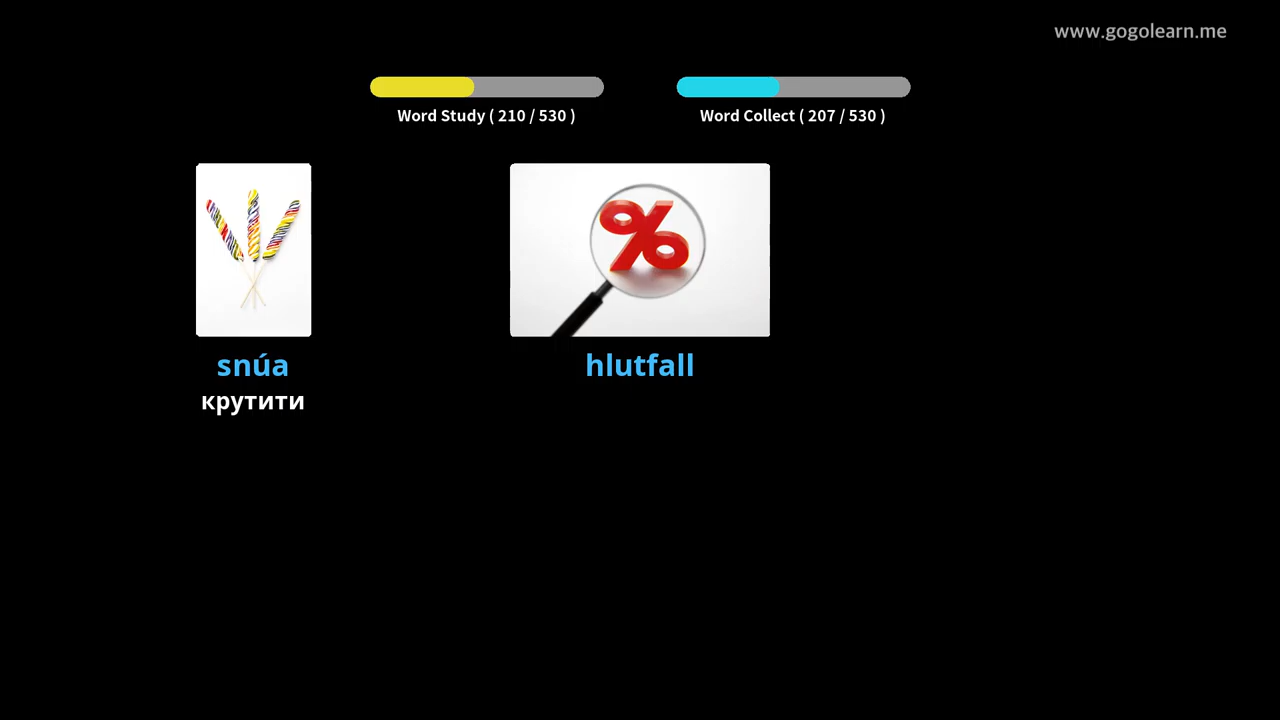 www.gogolearn.me
Word Study ( 210 / 530 )
Word Collect ( 207 / 530 )
snúa
hlutfall
крутити